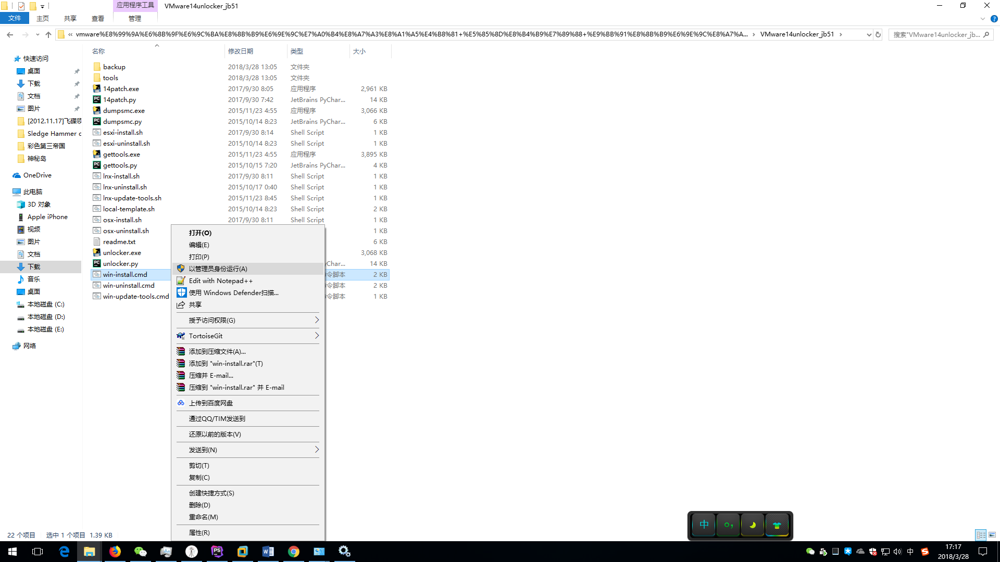 应用程序工具
VMware14unlocker_jb51
文件
主页
共享
查看
管理
« vmware%E8%99%9A%E6%8B%9F%E6%9C%BA%E8%8B%B9%E6%9E%9C%E7%A0%B4%E8%A7%A3%E8%A1%A5%E4%B8%81+%E5%85%8D%E8%B4%B9%E7%89%88+%E9%BB%91%E8%8B%B9%E6%9E%9C%E8%A7%A... > VMware14unlocker_jb51 >
搜索"VMware14unlocker_jb...
快速访问
桌面
下载
文档
图片
[2012.11.17]飞碟领
Sledge Hammer c
彩色第三帝国
神秘岛
OneDrive
此电脑
3D 对象
Apple iPhone
视频
图片
文档
下载
音乐
桌面
本地磁盘 (C:)
本地磁盘 (D:)
本地磁盘 (E:)
网络
名称 修改日期 类型 大小
backup 2018/3/28 13:05 文件夹
tools 2018/3/28 13:05 文件夹
14patch.exe 2017/9/30 8:05 应用程序 2,961 KB
14patch.py 2017/9/30 7:42 JetBrains PyChar... 14 KB
dumpsmc.exe 2015/11/23 4:55 应用程序 3,066 KB
dumpsmc.py 2015/10/14 8:23 JetBrains PyChar... 6 KB
esxi-install.sh 2017/9/30 8:14 Shell Script 1 KB
esxi-uninstall.sh 2015/10/14 8:23 Shell Script 1 KB
gettools.exe 2015/11/23 4:55 应用程序 3,895 KB
gettools.py 2015/10/15 7:20 JetBrains PyChar... 4 KB
lnx-install.sh 2017/9/30 8:11 Shell Script 1 KB
lnx-uninstall.sh 2015/10/17 0:40 Shell Script 1 KB
lnx-update-tools.sh 2015/11/23 8:45 Shell Script 1 KB
local-template.sh 2015/10/14 8:23 Shell Script 2 KB
osx-install.sh 2017/9/30 8:11 Shell Script 1 KB
osx-uninstall.sh 1 KB
readme.txt 6 KB
unlocker.exe 3,068 KB
unlocker.py yChar... 14 KB
win-install.cmd 令脚本 2 KB
win-uninstall.cmd 令脚本 2 KB
win-update-tools.cmd 令脚本 1 KB
打开(O)
编辑(E)
打印(P)
以管理员身份运行(A)
Edit with Notepad++
使用 Windows Defender扫描...
共享
授予访问权限(G)
TortoiseGit
添加到压缩文件(A)...
添加到 "win-install.rar"(T)
压缩并 E-mail...
压缩到 "win-install.rar" 并 E-mail
上传到百度网盘
通过QQ/TIM发送到
还原以前的版本(V)
发送到(N)
剪切(T)
复制(C)
创建快捷方式(S)
删除(D)
重命名(M)
属性(R)
22 个项目 选中 1 个项目 1.39 KB
中
中
17:17
2018/3/28